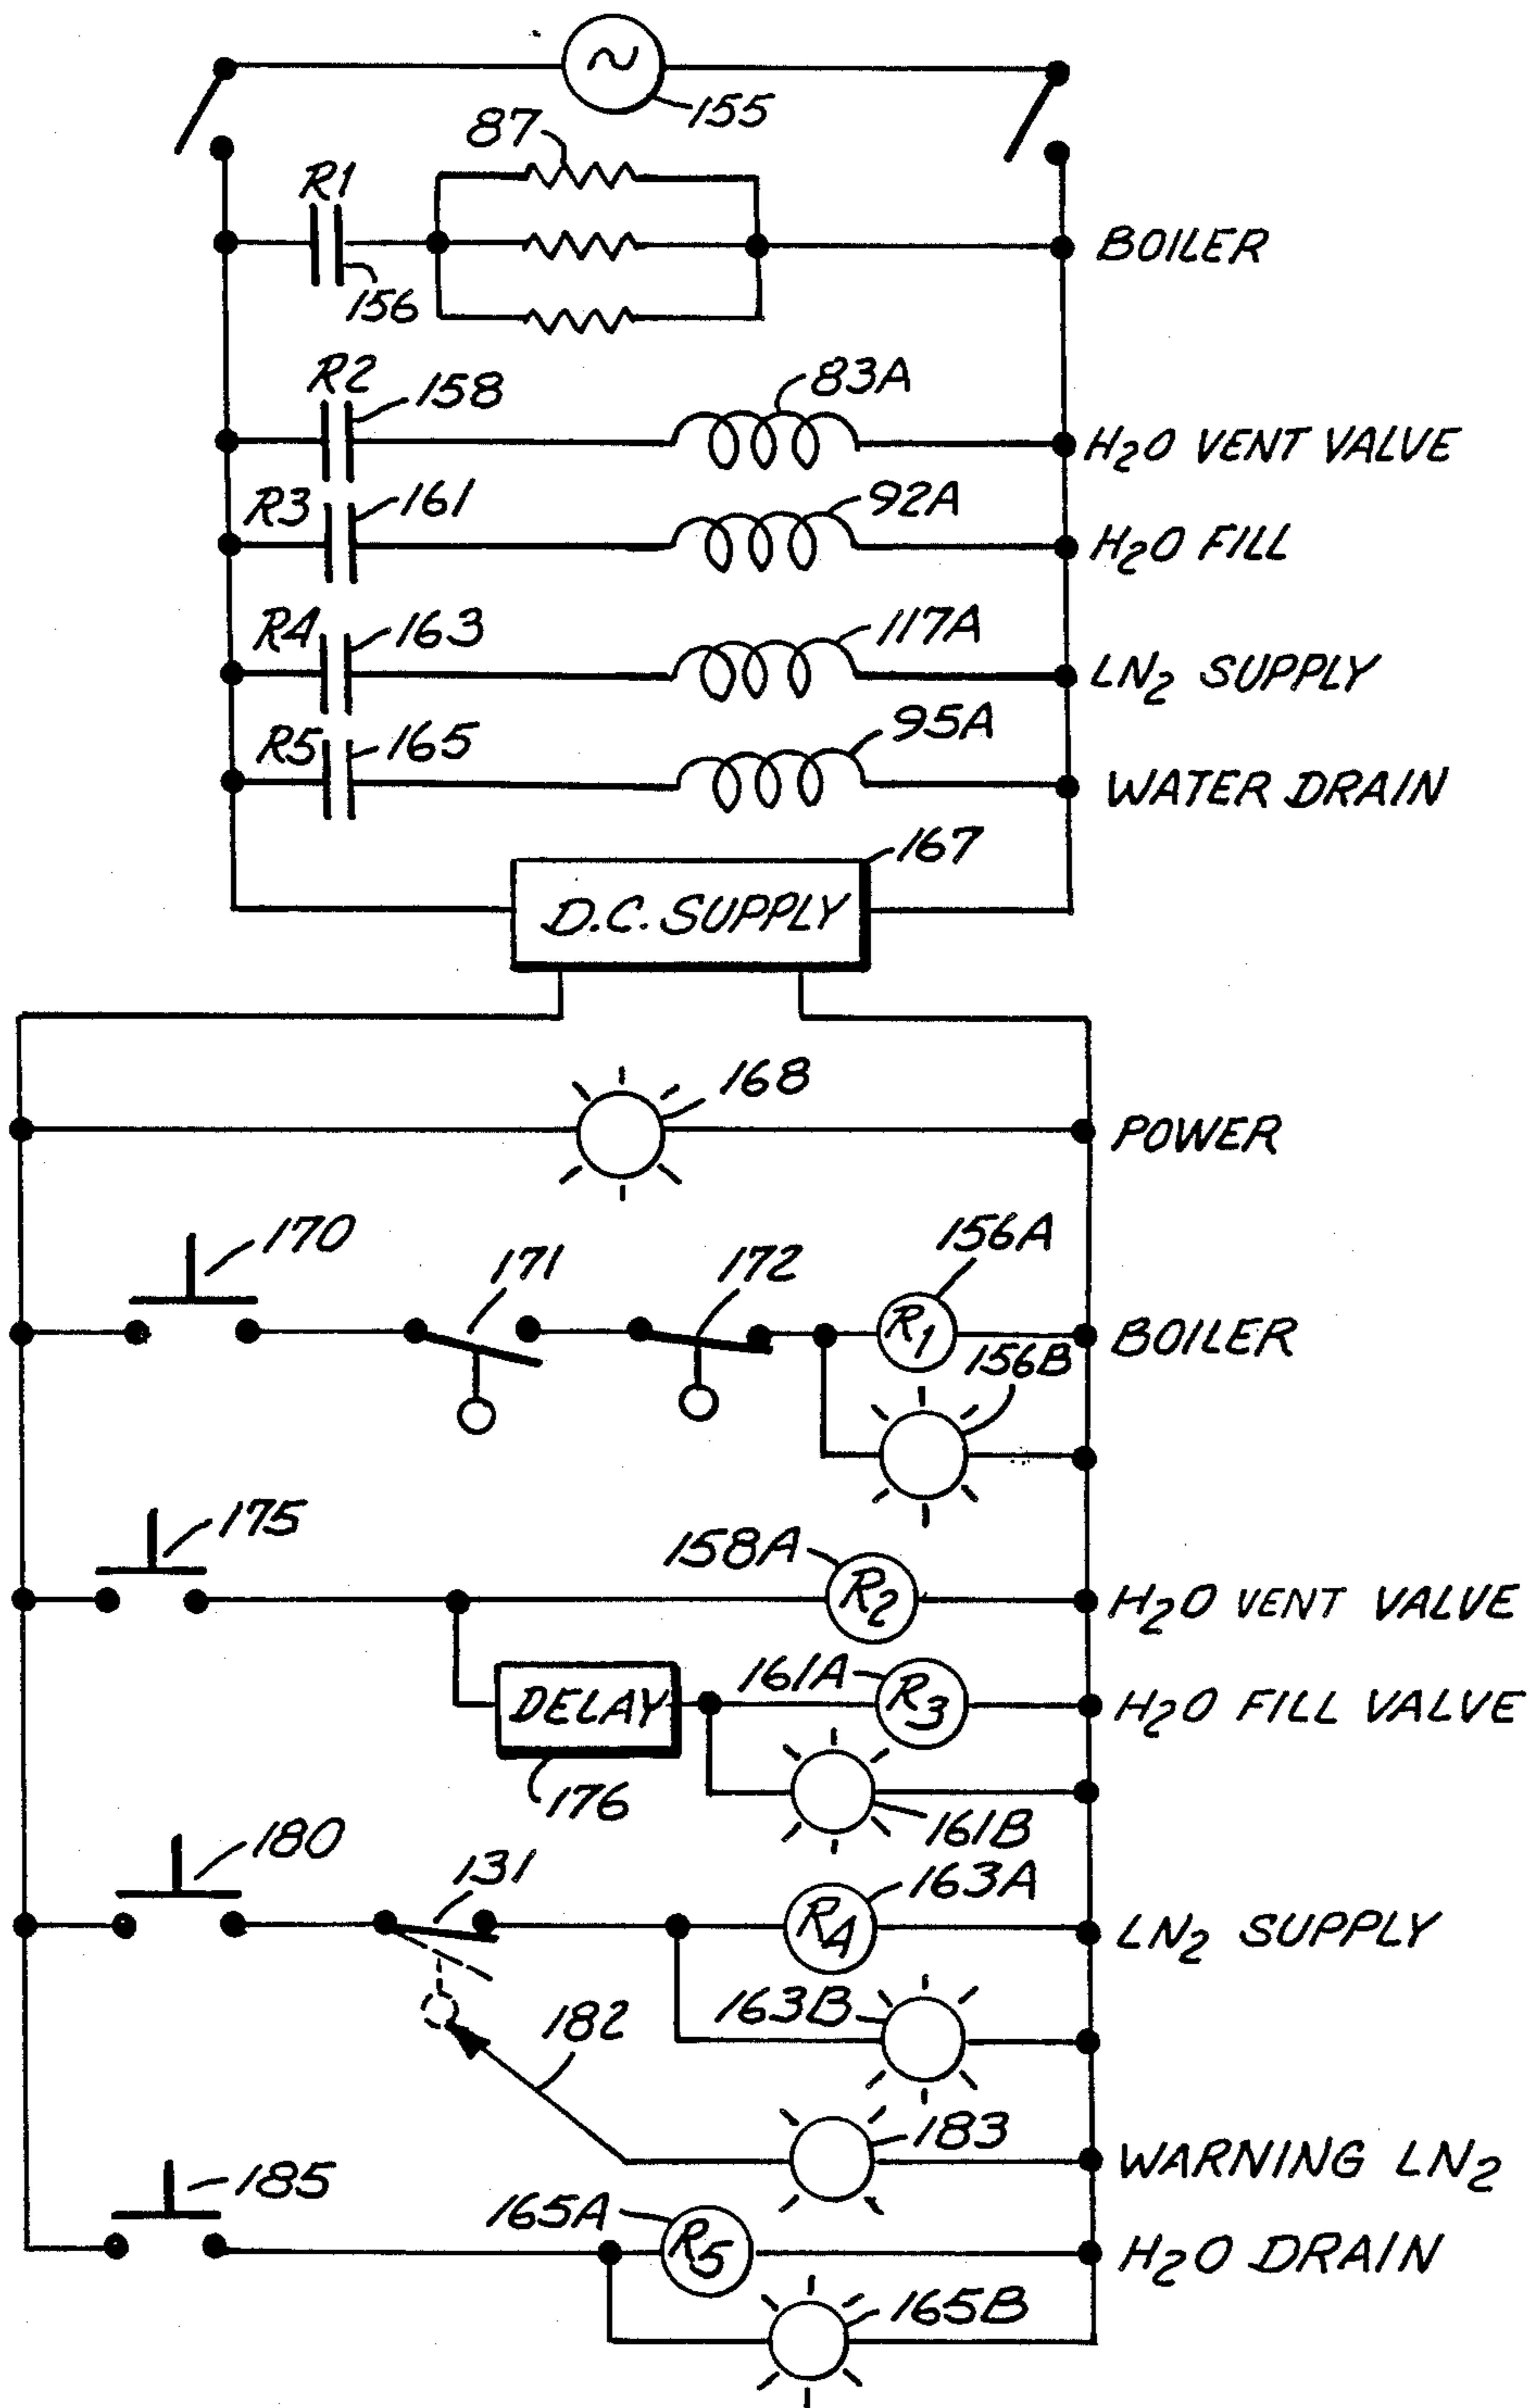 ~
155
87
R1
156
BOILER
R2
158
83A
H2O VENT VALVE
R3
161
92A
H2O FILL
R4
163
117A
LN2 SUPPLY
R5
165
95A
WATER DRAIN
167
D.C. SUPPLY
168
POWER
170
171
172
156A
R1
BOILER
156B
175
158A
R2
H2O VENT VALVE
161A
R3
DELAY
H2O FILL VALVE
176
161B
180
131
163A
R4
LN2 SUPPLY
163B
182
183
WARNING LN2
185
165A
R5
H2O DRAIN
165B